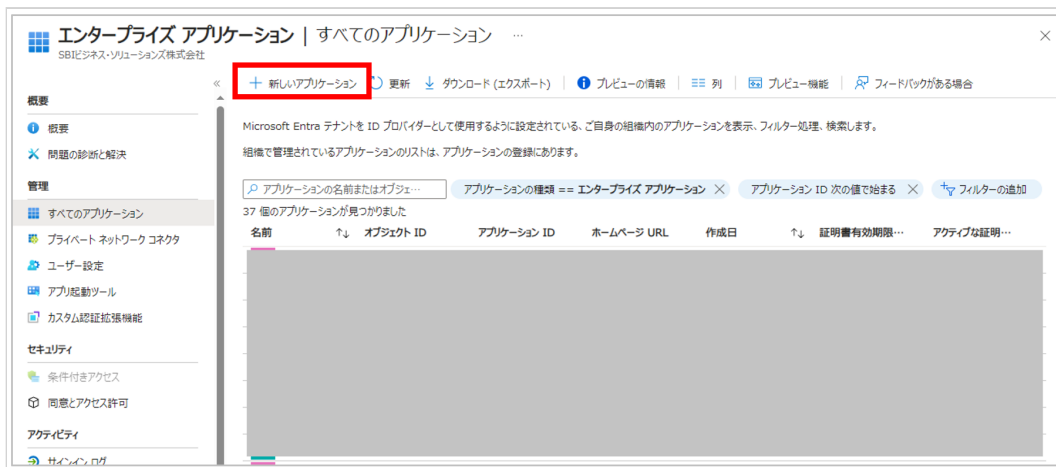 エンタープライズ アプリケーション | すべてのアプリケーション …
SBIビジネス・ソリューションズ株式会社
新しいアプリケーション 更新 ダウンロード (エクスポート) プレビューの情報 列 プレビュー機能 フィードバックがある場合
概要
概要
問題の診断と解決
管理
すべてのアプリケーション
プライベート ネットワーク コネクタ
ユーザー設定
アプリ起動ツール
カスタム認証拡張機能
セキュリティ
条件付きアクセス
同意とアクセス許可
アクティビティ
サインイン ログ
Microsoft Entra テナントを ID プロバイダーとして使用するように設定されている、ご自身の組織内のアプリケーションを表示、フィルター処理、検索します。
組織で管理されているアプリケーションのリストは、アプリケーションの登録にあります。
アプリケーションの名前またはオブジェ… アプリケーションの種類 == エンタープライズ アプリケーション アプリケーション ID 次の値で始まる フィルターの追加
37 個のアプリケーションが見つかりました
名前 オブジェクト ID アプリケーション ID ホームページ URL 作成日 証明書有効期限… アクティブな証明…